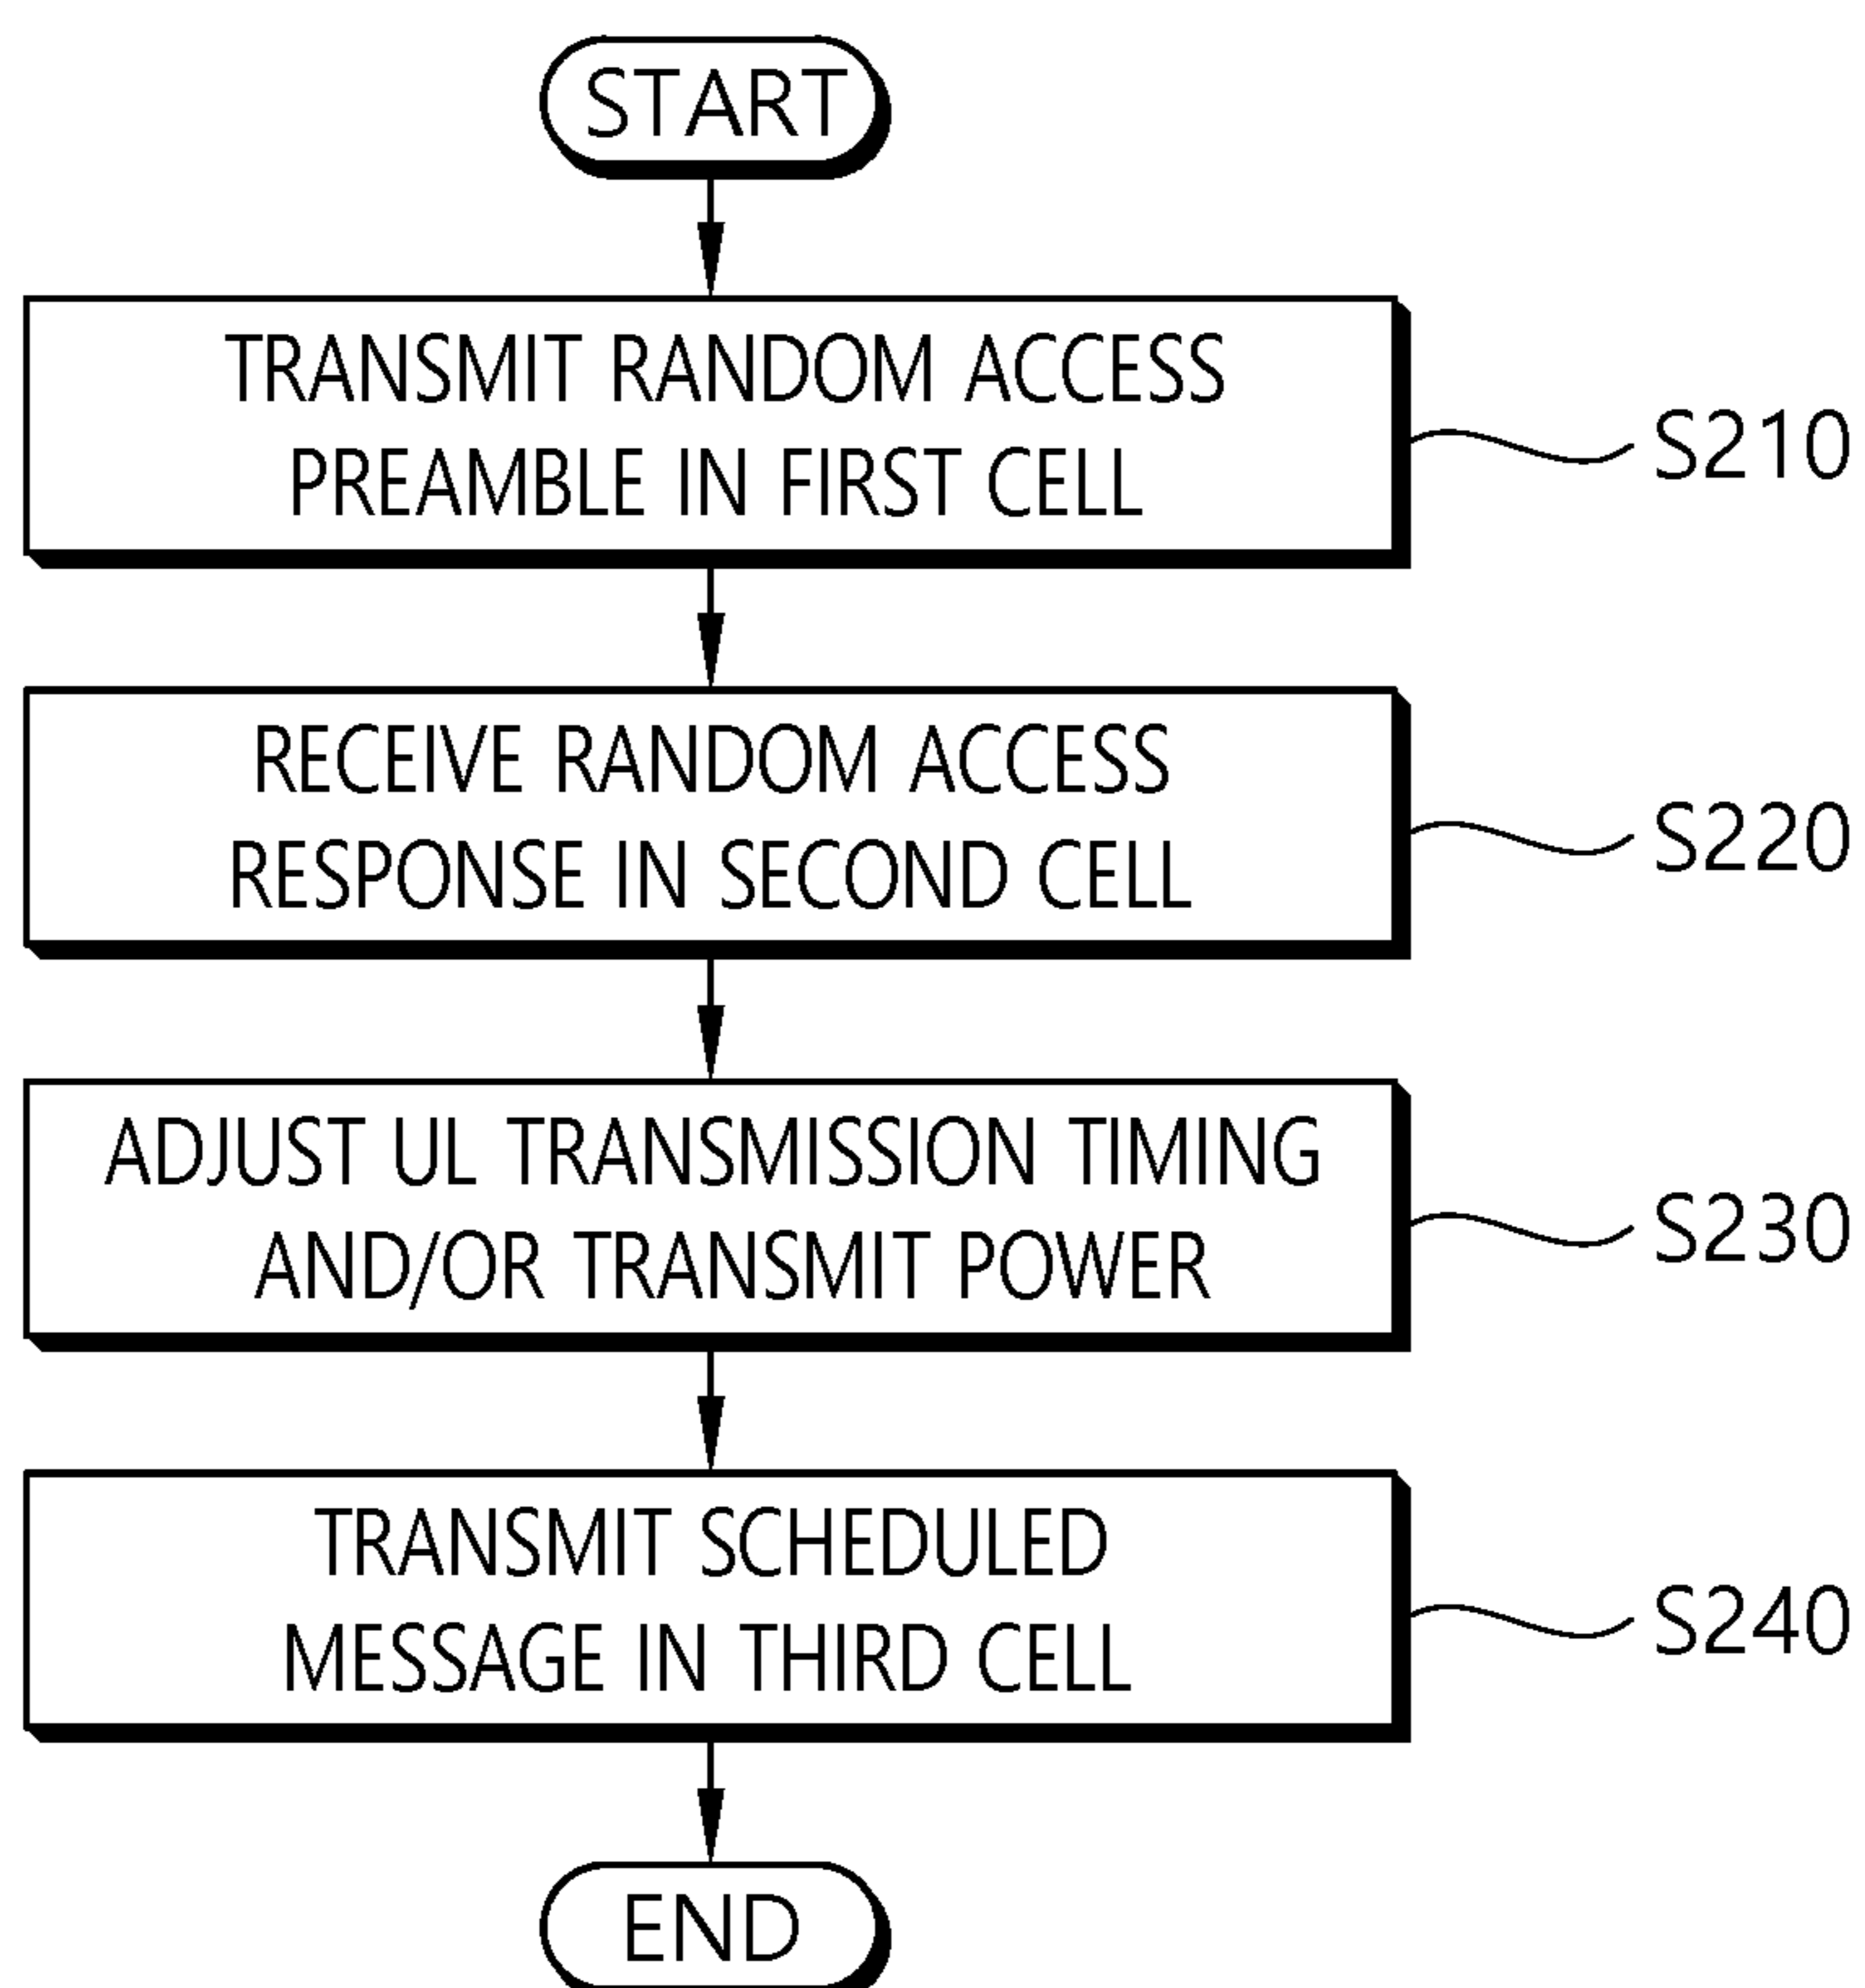 START
TRANSMIT RANDOM ACCESS
PREAMBLE IN FIRST CELL
S210
RECEIVE RANDOM ACCESS
RESPONSE IN SECOND CELL
S220
ADJUST UL TRANSMISSION TIMING
AND/OR TRANSMIT POWER
S230
TRANSMIT SCHEDULED
MESSAGE IN THIRD CELL
S240
END